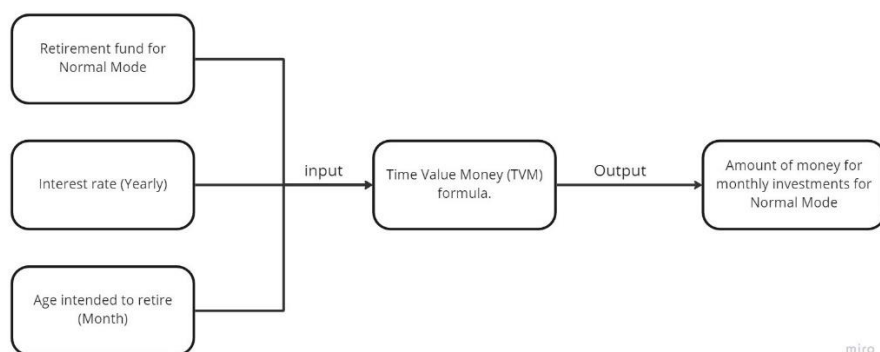 Retirement fund for
Normal Mode
Interest rate (Yearly)
Age intended to retire
(Month)
input
Time Value Money (TVM)
formula.
Output
Amount of money for
monthly investments for
Normal Mode
miro